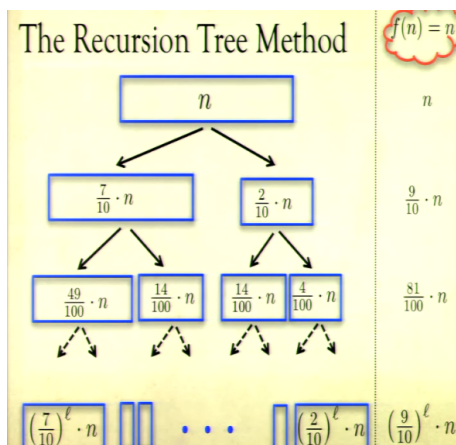 The Recursion Tree Method
f(n) = n
n
n
7/10 · n
2/10 · n
9/10 · n
49/100 · n
14/100 · n
14/100 · n
4/100 · n
81/100 · n
(7/10)^ℓ · n
• • •
(2/10)^ℓ · n
(9/10)^ℓ · n